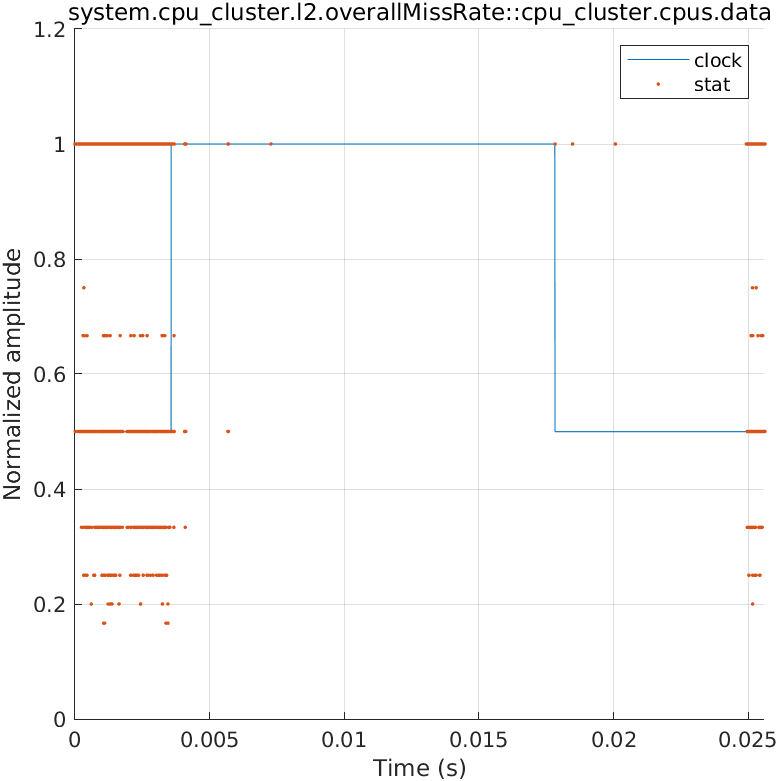 system.cpu_cluster.l2.overallMissRate::cpu_cluster.cpus.data
1.2
clock
stat
1
0.8
0.6
0.4
0.2
0
Normalized amplitude
0
0.005
0.01
0.015
0.02
0.025
Time (s)